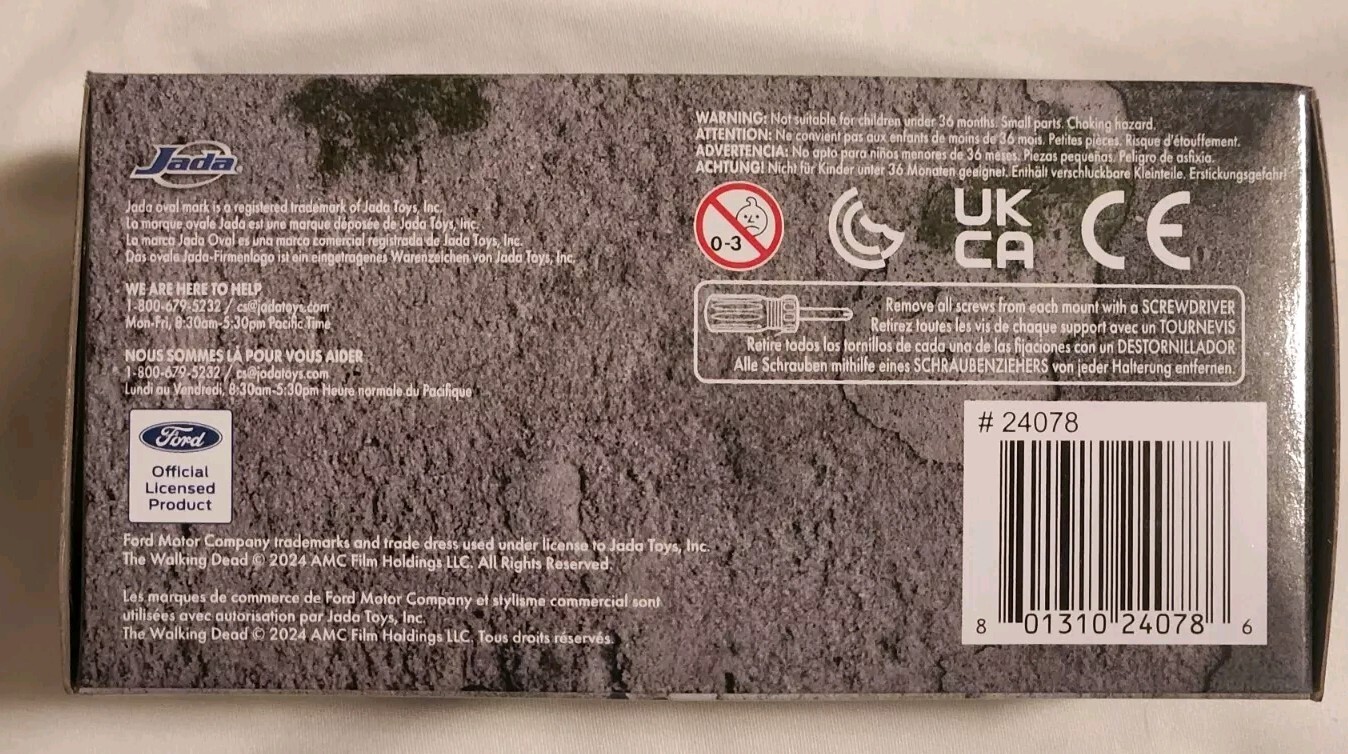 Jada
Jada oval mark is a registered trademark of Jada Toys, Inc.
La marque ovale Jada est une marque déposée de Jada Toys, Inc.
La marca Jada Oval es una marca comercial registrada de Jada Toys, Inc.
Das ovale Jada-Firmenlogo ist ein eingetragenes Warenzeichen von Jada Toys, Inc.
WE ARE HERE TO HELP
1-800-679-5232 / cs@jadatoys.com
Mon-Fri, 8:30am-5:30pm Pacific Time
NOUS SOMMES LÀ POUR VOUS AIDER
1-800-679-5232 / cs@jadatoys.com
Lundi au Vendredi, 8:30am-5:30pm Heure normale du Pacifique
Ford
Official
Licensed
Product
Ford Motor Company trademarks and trade dress used under license to Jada Toys, Inc.
The Walking Dead © 2024 AMC Film Holdings LLC. All Rights Reserved.
Les marques de commerce de Ford Motor Company et stylisme commercial sont
utilisées avec autorisation par Jada Toys, Inc.
The Walking Dead © 2024 AMC Film Holdings LLC. Tous droits réservés.
WARNING: Not suitable for children under 36 months. Small parts. Choking hazard.
ATTENTION: Ne convient pas aux enfants de moins de 36 mois. Petites pièces. Risque d'étouffement.
ADVERTENCIA: No apto para niños menores de 36 meses. Piezas pequeñas. Peligro de asfixia.
ACHTUNG! Nicht für Kinder unter 36 Monaten geeignet. Enthält verschluckbare Kleinteile. Erstickungsgefahr!
0-3
UK
CA
CE
Remove all screws from each mount with a SCREWDRIVER
Retirez toutes les vis de chaque support avec un TOURNEVIS
Retire todos los tornillos de cada una de las fijaciones con un DESTORNILLADOR
Alle Schrauben mithilfe eines SCHRAUBENZIEHERS von jeder Halterung entfernen.
# 24078
8 01310 24078 6